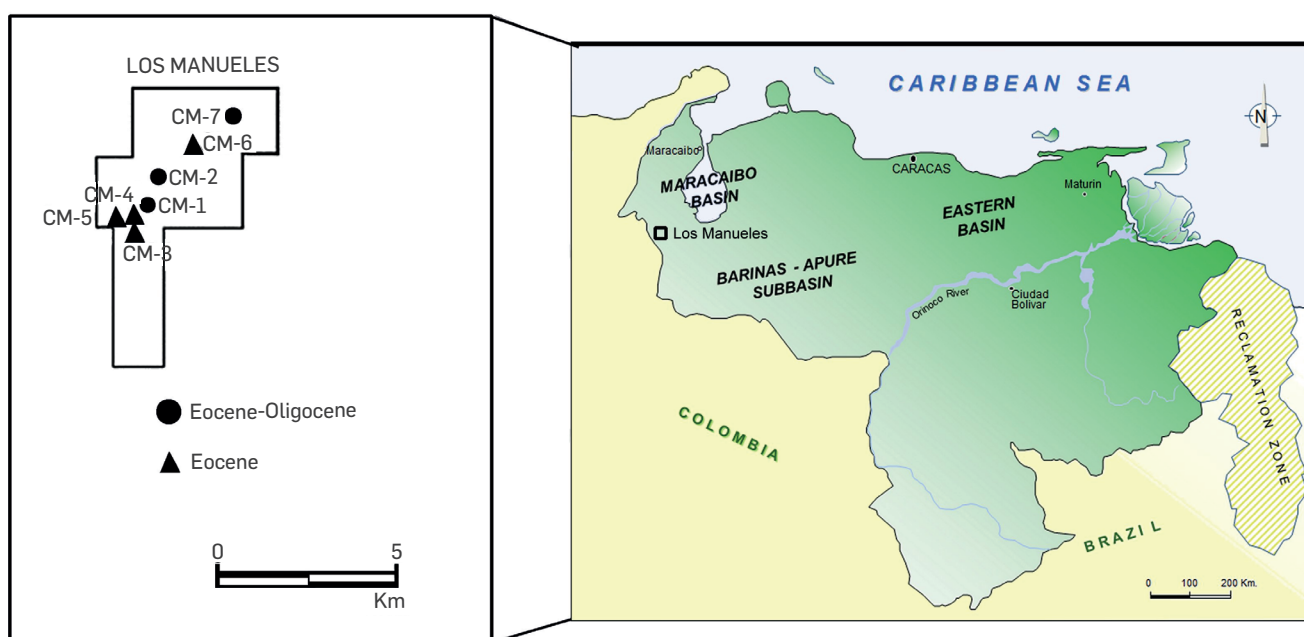 LOS MANUELES
CM-7
CM-6
CM-2
CM-4
CM-1
CM-5
CM-3
Eocene-Oligocene
Eocene
0 5
Km
CARIBBEAN SEA
N
Maracaibo
CARACAS
MARACAIBO
BASIN
Maturin
EASTERN
BASIN
Los Manueles
BARINAS - APURE
SUBBASIN
Orinoco River
Ciudad
Bolivar
RECLAMATION ZONE
COLOMBIA
BRAZIL
0 100 200 Km.